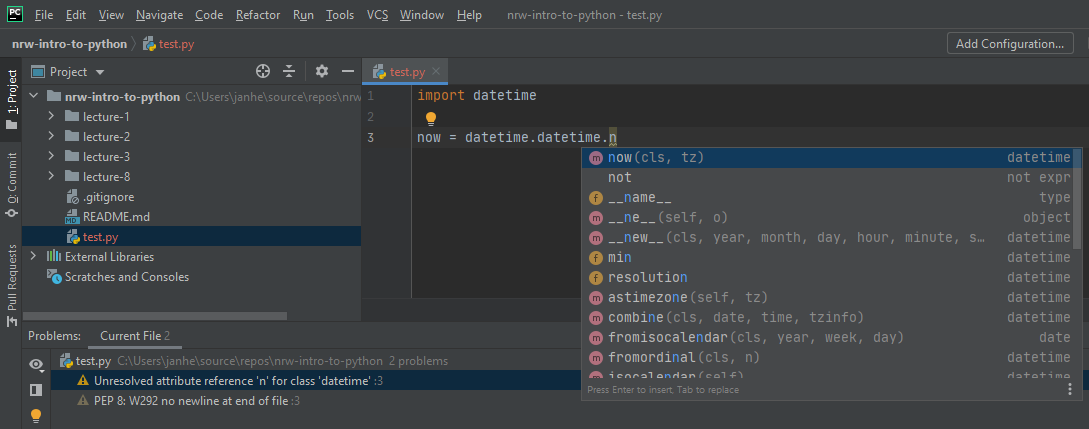 PC File Edit View Navigate Code Refactor Run Tools VCS Window Help nrw-intro-to-python - test.py
nrw-intro-to-python test.py Add Configuration...
1: Project
0: Commit
Pull Requests
Project
nrw-intro-to-python C:\Users\janhe\source\repos\nrw
lecture-1
lecture-2
lecture-3
lecture-8
.gitignore
MD README.md
test.py
External Libraries
Scratches and Consoles
test.py
1 import datetime
2
3 now = datetime.datetime.n
m now(cls, tz) datetime
not not expr
f __name__ type
m __ne__(self, o) object
m __new__(cls, year, month, day, hour, minute, s... datetime
f min datetime
f resolution datetime
m astimezone(self, tz) datetime
m combine(cls, date, time, tzinfo) datetime
m fromisocalendar(cls, year, week, day) date
m fromordinal(cls, n) datetime
m isocalendar(self) datetime
Press Enter to insert, Tab to replace
Problems: Current File 2
test.py C:\Users\janhe\source\repos\nrw-intro-to-python 2 problems
Unresolved attribute reference 'n' for class 'datetime' :3
PEP 8: W292 no newline at end of file :3